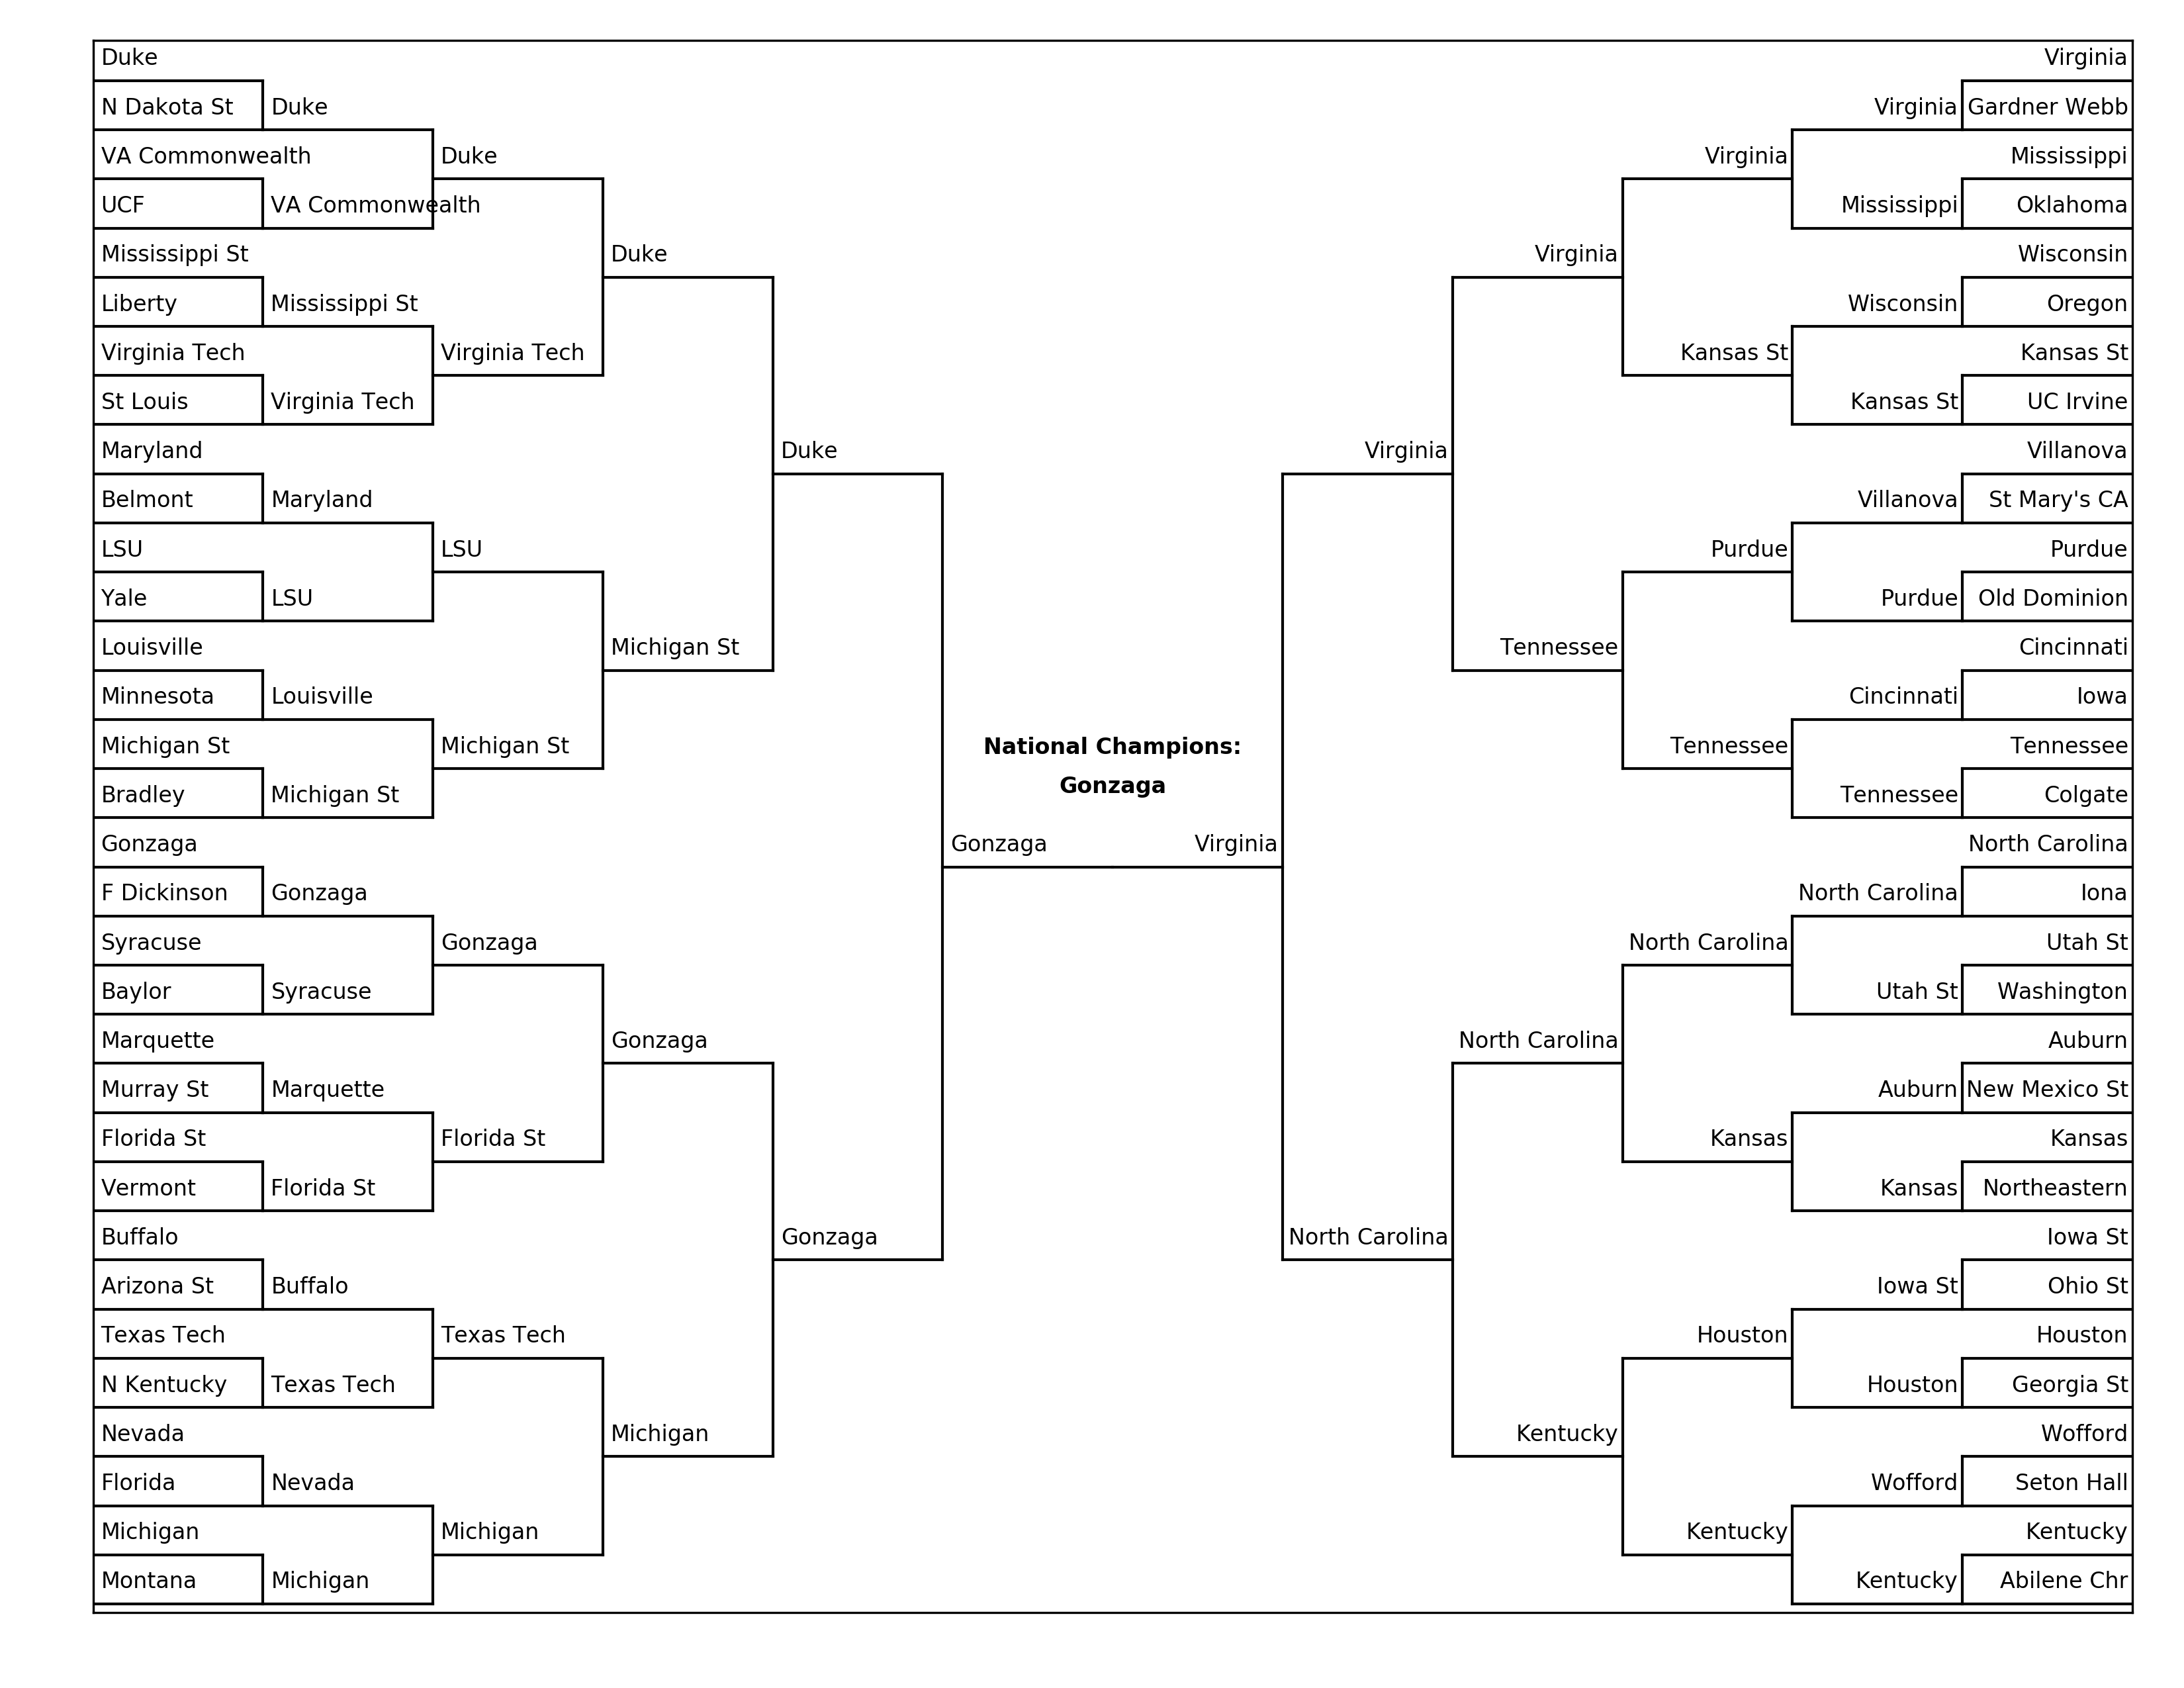 Duke
Virginia
N Dakota St
Duke
Virginia
Gardner Webb
VA Commonwealth
Duke
Virginia
Mississippi
UCF
VA Commonwealth
Mississippi
Oklahoma
Mississippi St
Duke
Virginia
Wisconsin
Liberty
Mississippi St
Wisconsin
Oregon
Virginia Tech
Virginia Tech
Kansas St
Kansas St
St Louis
Virginia Tech
Kansas St
UC Irvine
Maryland
Duke
Virginia
Villanova
Belmont
Maryland
Villanova
St Mary's CA
LSU
LSU
Purdue
Purdue
Yale
LSU
Purdue
Old Dominion
Louisville
Michigan St
Tennessee
Cincinnati
Minnesota
Louisville
Cincinnati
Iowa
Michigan St
Michigan St
National Champions:
Tennessee
Tennessee
Bradley
Michigan St
Gonzaga
Tennessee
Colgate
Gonzaga
Gonzaga
Virginia
North Carolina
F Dickinson
Gonzaga
North Carolina
Iona
Syracuse
Gonzaga
North Carolina
Utah St
Baylor
Syracuse
Utah St
Washington
Marquette
Gonzaga
North Carolina
Auburn
Murray St
Marquette
Auburn
New Mexico St
Florida St
Florida St
Kansas
Kansas
Vermont
Florida St
Kansas
Northeastern
Buffalo
Gonzaga
North Carolina
Iowa St
Arizona St
Buffalo
Iowa St
Ohio St
Texas Tech
Texas Tech
Houston
Houston
N Kentucky
Texas Tech
Houston
Georgia St
Nevada
Michigan
Kentucky
Wofford
Florida
Nevada
Wofford
Seton Hall
Michigan
Michigan
Kentucky
Kentucky
Montana
Michigan
Kentucky
Abilene Chr